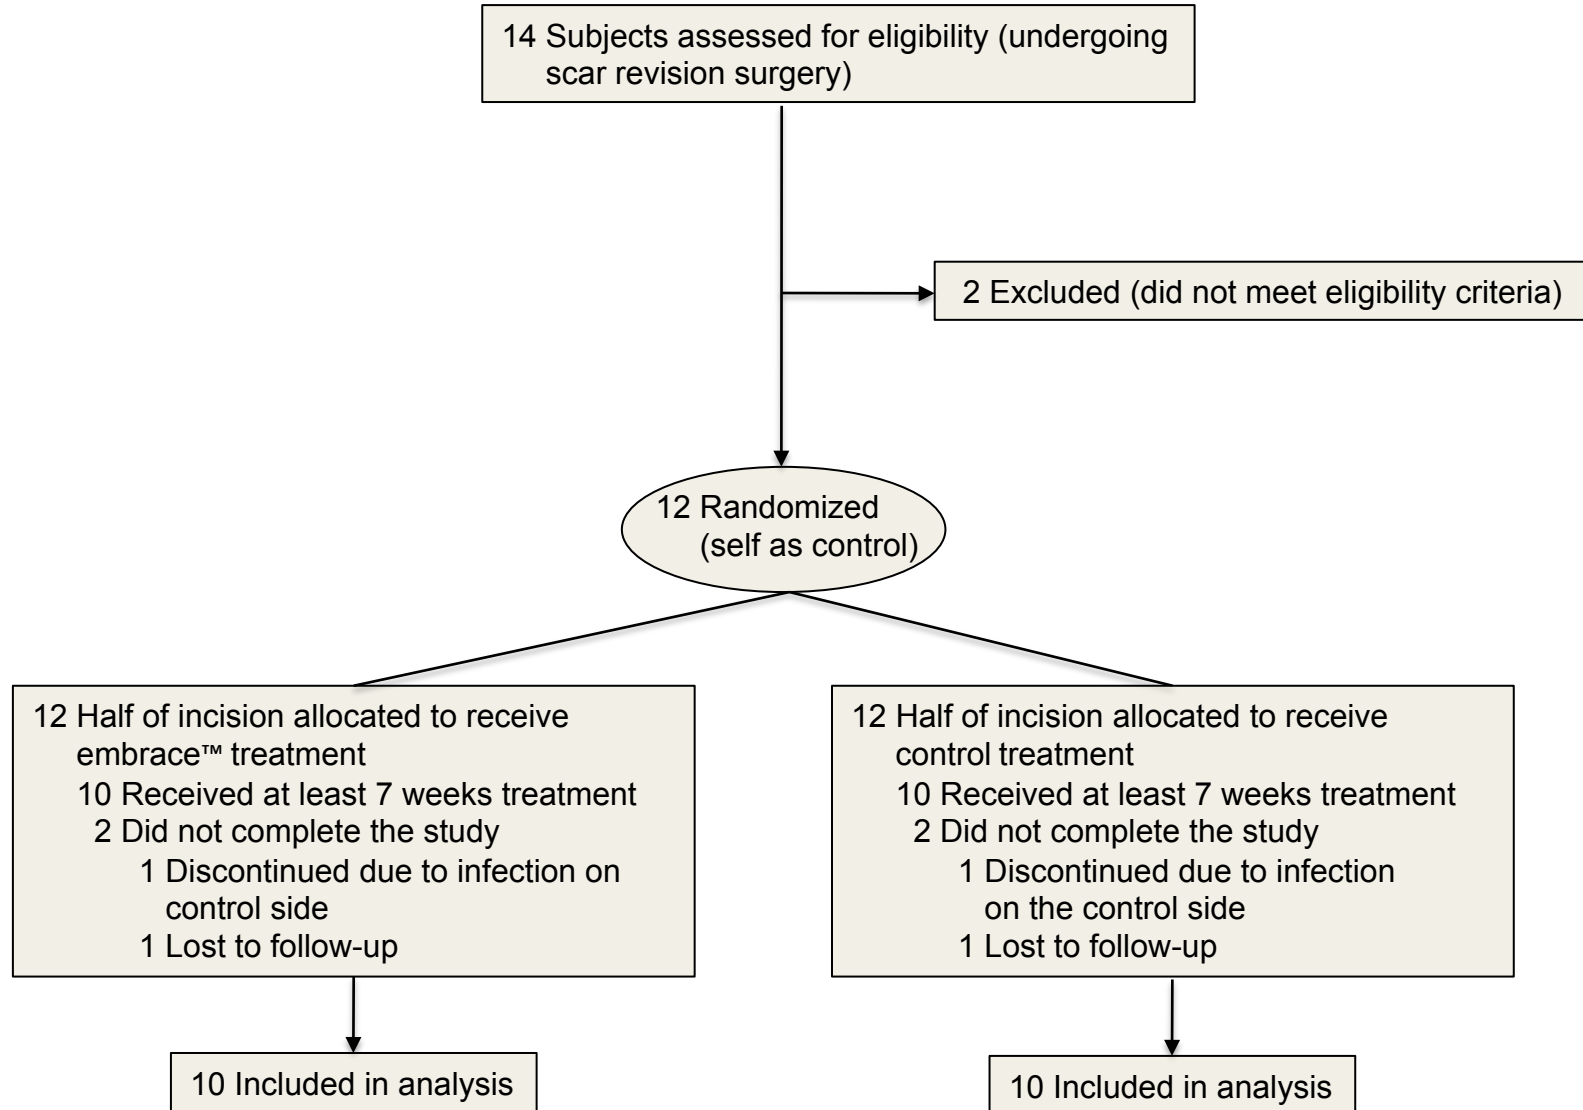 14 Subjects assessed for eligibility (undergoing
scar revision surgery)
2 Excluded (did not meet eligibility criteria)
12 Randomized
(self as control)
12 Half of incision allocated to receive
embrace™ treatment
10 Received at least 7 weeks treatment
2 Did not complete the study
1 Discontinued due to infection on
control side
1 Lost to follow-up
12 Half of incision allocated to receive
control treatment
10 Received at least 7 weeks treatment
2 Did not complete the study
1 Discontinued due to infection
on the control side
1 Lost to follow-up
10 Included in analysis
10 Included in analysis